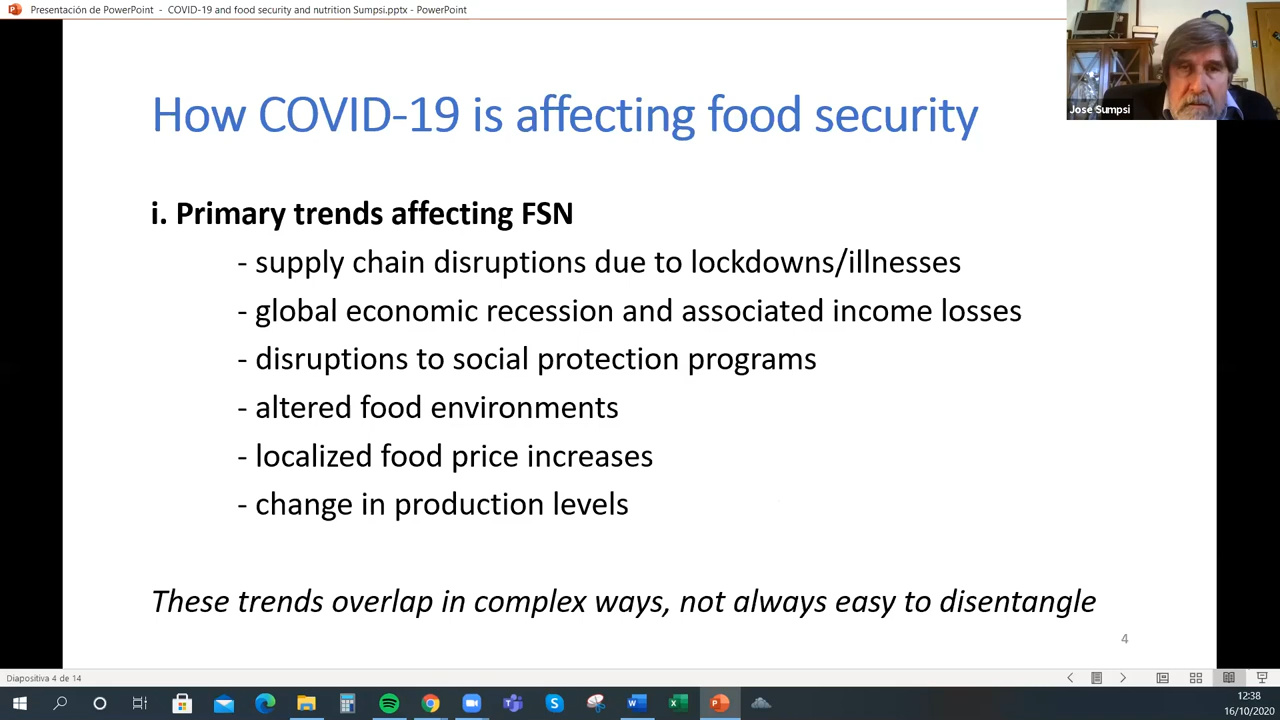 Presentación de PowerPoint - COVID-19 and food security and nutrition Sumpsi.pptx - PowerPoint
Jose Sumpsi
How COVID-19 is affecting food security
i. Primary trends affecting FSN
- supply chain disruptions due to lockdowns/illnesses
- global economic recession and associated income losses
- disruptions to social protection programs
- altered food environments
- localized food price increases
- change in production levels
These trends overlap in complex ways, not always easy to disentangle
4
Diapositiva 4 de 14
12:38
16/10/2020